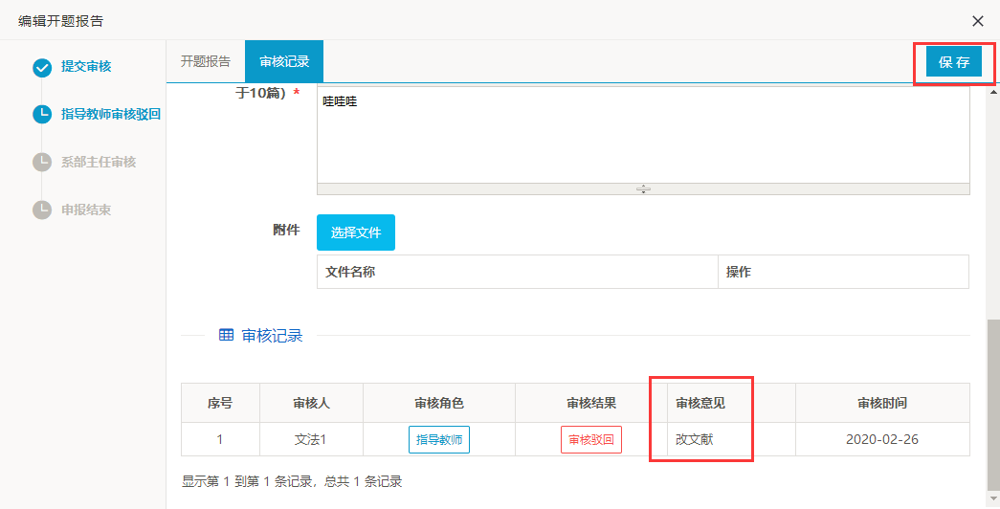 编辑开题报告
提交审核
指导教师审核驳回
系部主任审核
申报结束
开题报告 审核记录 保存
于10篇）*
哇哇哇
附件 选择文件
文件名称 操作
审核记录
序号 审核人 审核角色 审核结果 审核意见 审核时间
1 文法1 指导教师 审核驳回 改文献 2020-02-26
显示第 1 到第 1 条记录，总共 1 条记录